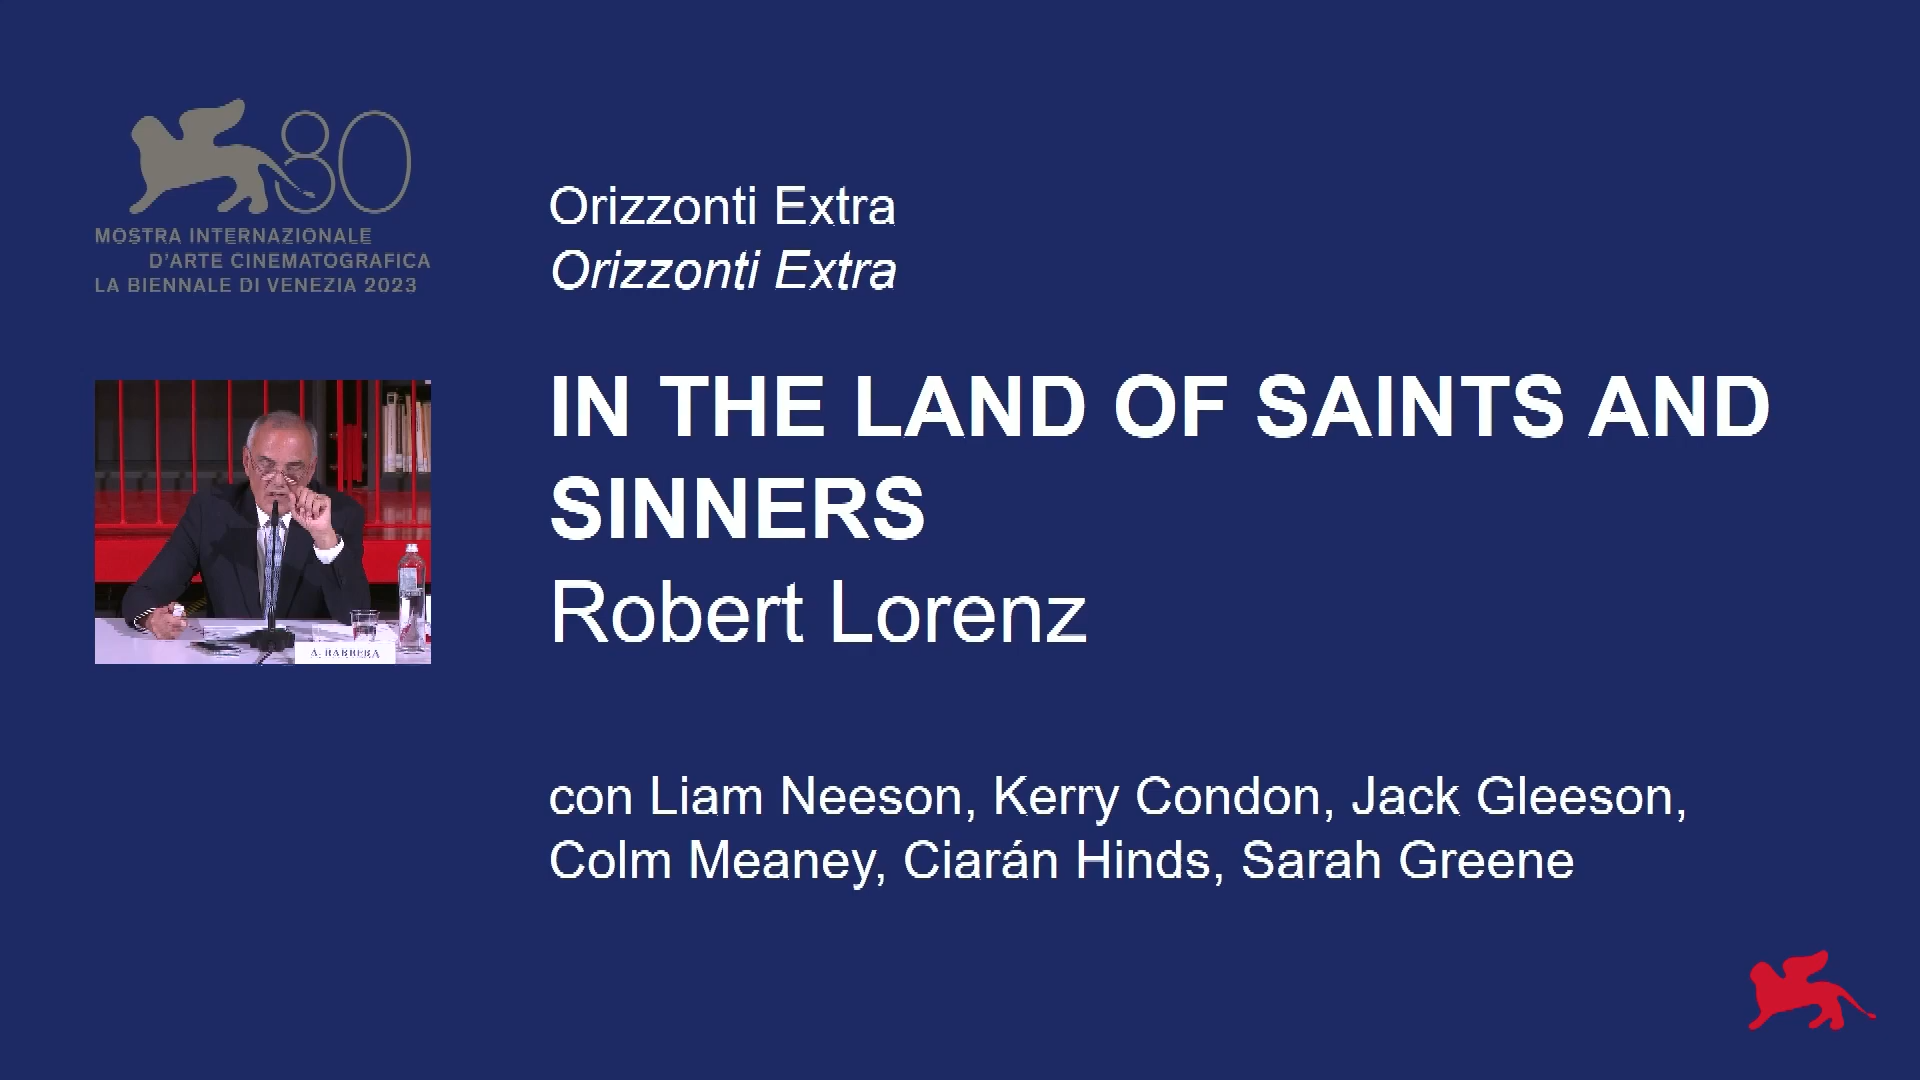 80
MOSTRA INTERNAZIONALE
D'ARTE CINEMATOGRAFICA
LA BIENNALE DI VENEZIA 2023
Orizzonti Extra
Orizzonti Extra
IN THE LAND OF SAINTS AND
SINNERS
Robert Lorenz
A. BARBERA
con Liam Neeson, Kerry Condon, Jack Gleeson,
Colm Meaney, Ciarán Hinds, Sarah Greene